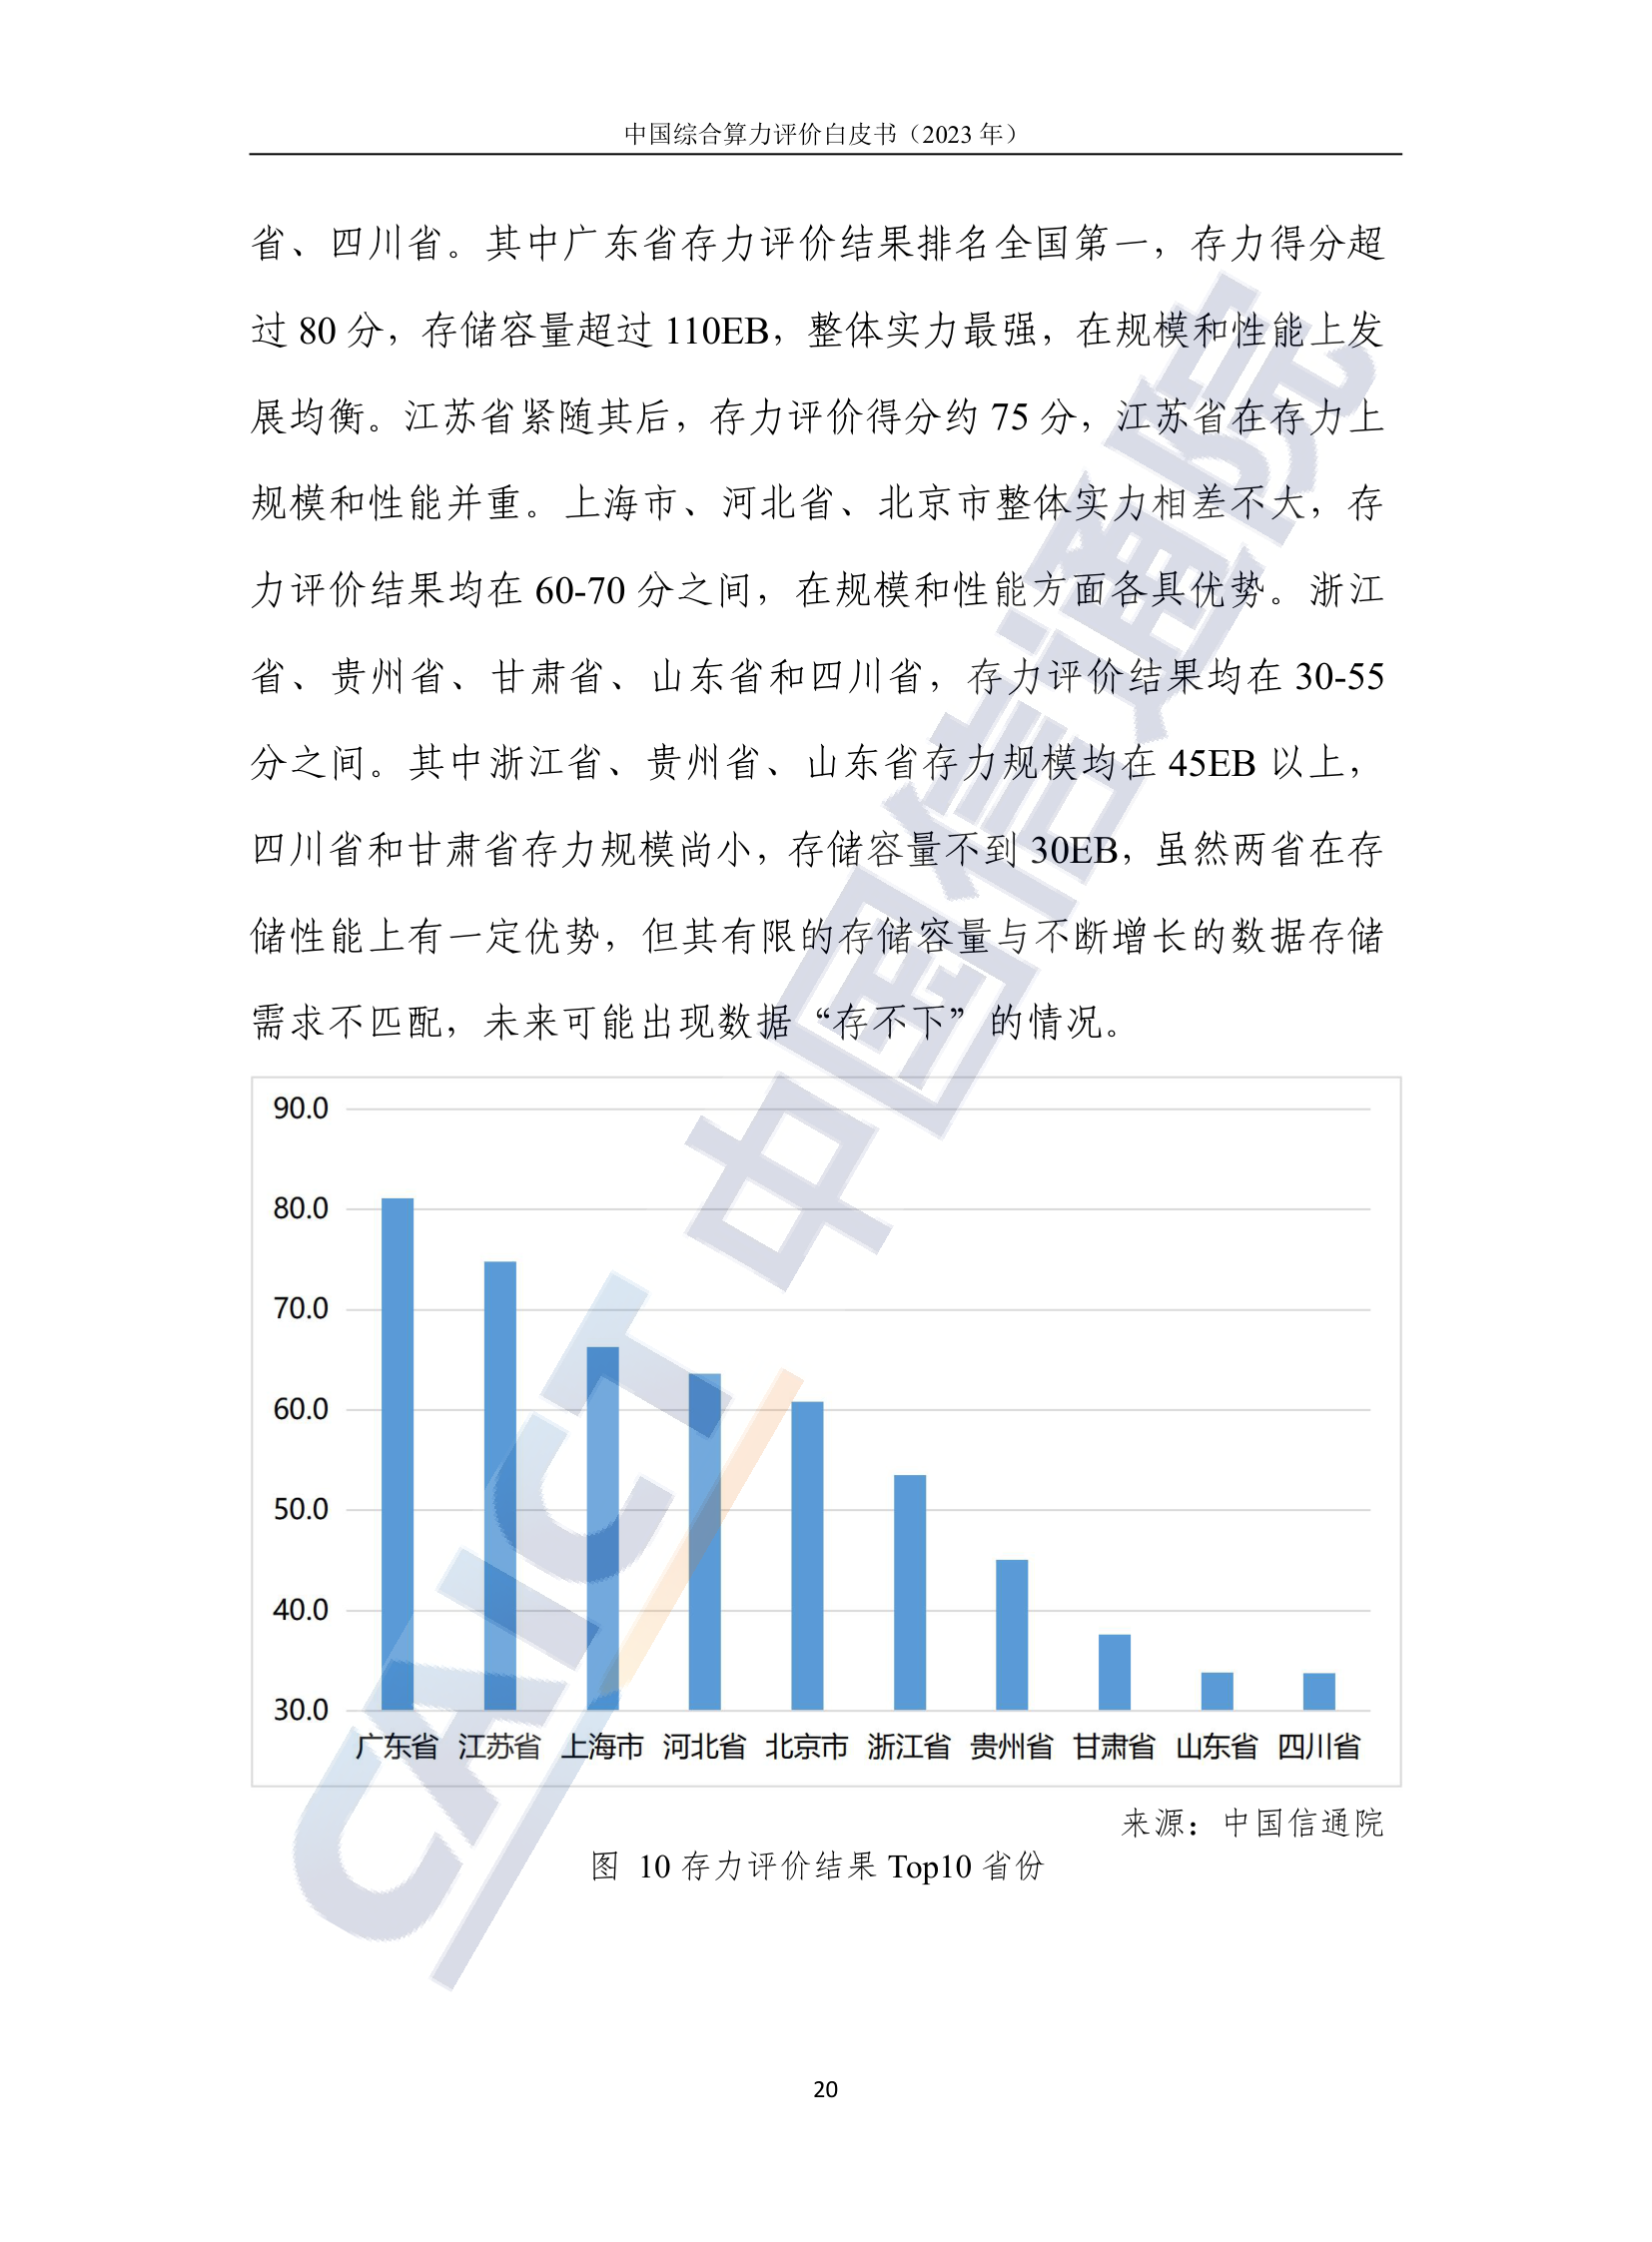 中国综合算力评价白皮书（2023 年）
省、四川省。其中广东省存力评价结果排名全国第一，存力得分超
过 80 分，存储容量超过 110EB，整体实力最强，在规模和性能上发
展均衡。江苏省紧随其后，存力评价得分约 75 分，江苏省在存力上
规模和性能并重。上海市、河北省、北京市整体实力相差不大，存
力评价结果均在 60-70 分之间，在规模和性能方面各具优势。浙江
省、贵州省、甘肃省、山东省和四川省，存力评价结果均在 30-55
分之间。其中浙江省、贵州省、山东省存力规模均在 45EB 以上，
四川省和甘肃省存力规模尚小，存储容量不到 30EB，虽然两省在存
储性能上有一定优势，但其有限的存储容量与不断增长的数据存储
需求不匹配，未来可能出现数据“存不下”的情况。
90.0
80.0
70.0
60.0
50.0
40.0
30.0
广东省 江苏省 上海市 河北省 北京市 浙江省 贵州省 甘肃省 山东省 四川省
来源：中国信通院
图 10 存力评价结果 Top10 省份
CAICT 中国信通院
20